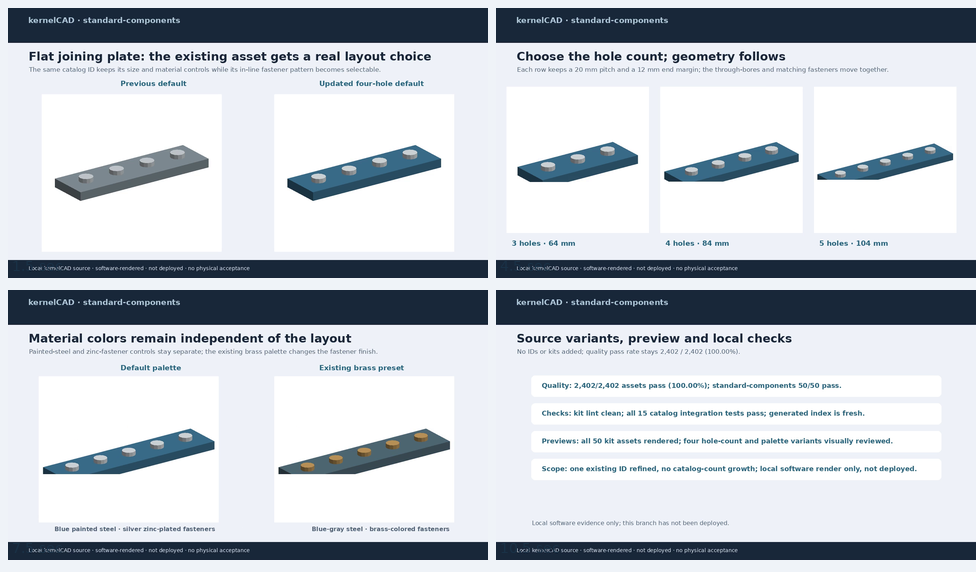 kernelCAD · standard-components
Flat joining plate: the existing asset gets a real layout choice
The same catalog ID keeps its size and material controls while its in-line fastener pattern becomes selectable.
Previous default
Updated four-hole default
Local kernelCAD source · software-rendered · not deployed · no physical acceptance
kernelCAD · standard-components
Choose the hole count; geometry follows
Each row keeps a 20 mm pitch and a 12 mm end margin; the through-bores and matching fasteners move together.
3 holes · 64 mm
4 holes · 84 mm
5 holes · 104 mm
Local kernelCAD source · software-rendered · not deployed · no physical acceptance
kernelCAD · standard-components
Material colors remain independent of the layout
Painted-steel and zinc-fastener controls stay separate; the existing brass palette changes the fastener finish.
Default palette
Existing brass preset
Blue painted steel · silver zinc-plated fasteners
Blue-gray steel · brass-colored fasteners
Local kernelCAD source · software-rendered · not deployed · no physical acceptance
kernelCAD · standard-components
Source variants, preview and local checks
No IDs or kits added; quality pass rate stays 2,402 / 2,402 (100.00%).
Quality: 2,402/2,402 assets pass (100.00%); standard-components 50/50 pass.
Checks: kit lint clean; all 15 catalog integration tests pass; generated index is fresh.
Previews: all 50 kit assets rendered; four hole-count and palette variants visually reviewed.
Scope: one existing ID refined, no catalog-count growth; local software render only, not deployed.
Local software evidence only; this branch has not been deployed.
Local kernelCAD source · software-rendered · not deployed · no physical acceptance